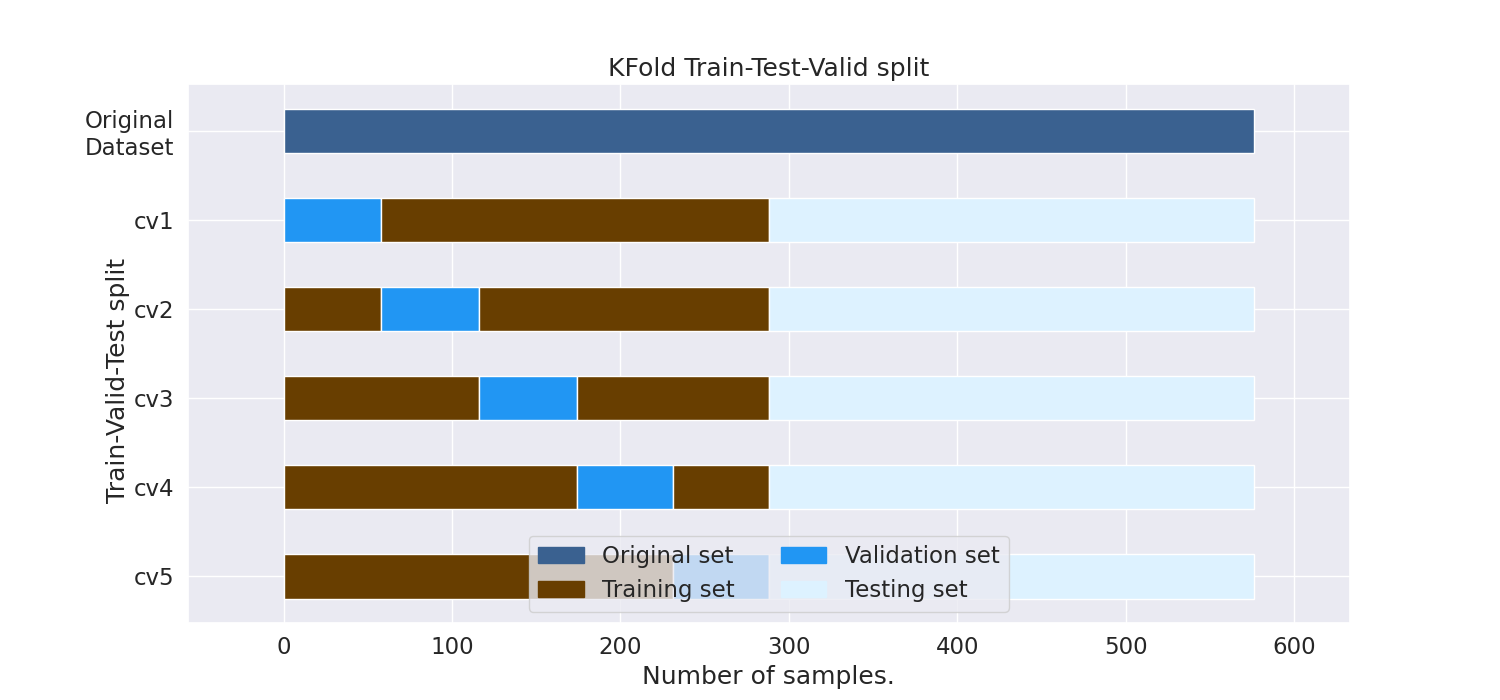 KFold Train-Test-Valid split
Original
Dataset
cv1
cv2
cv3
cv4
cv5
Train-Valid-Test split
Original set
Training set
Validation set
Testing set
0 100 200 300 400 500 600
Number of samples.